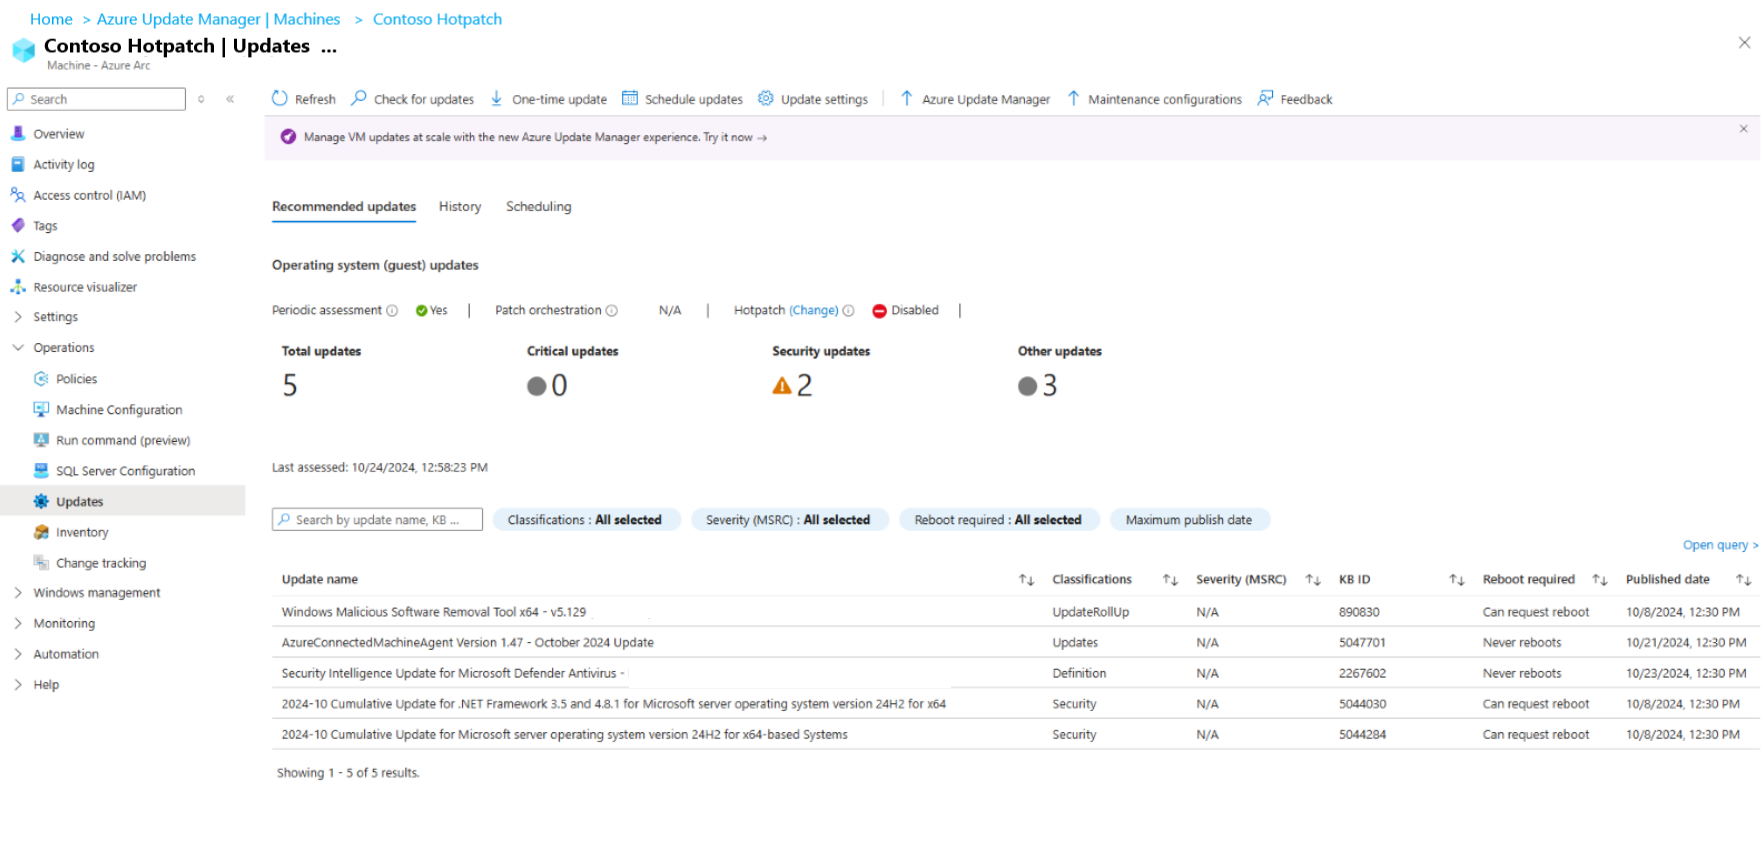 Home > Azure Update Manager | Machines > Contoso Hotpatch
Contoso Hotpatch | Updates ...
Machine - Azure Arc
Search
Refresh Check for updates One-time update Schedule updates Update settings Azure Update Manager Maintenance configurations Feedback
Manage VM updates at scale with the new Azure Update Manager experience. Try it now →
Overview
Activity log
Access control (IAM)
Tags
Diagnose and solve problems
Resource visualizer
Settings
Operations
Policies
Machine Configuration
Run command (preview)
SQL Server Configuration
Updates
Inventory
Change tracking
Windows management
Monitoring
Automation
Help
Recommended updates History Scheduling
Operating system (guest) updates
Periodic assessment Yes | Patch orchestration N/A | Hotpatch (Change) Disabled |
Total updates Critical updates Security updates Other updates
5 0 2 3
Last assessed: 10/24/2024, 12:58:23 PM
Search by update name, KB ... Classifications : All selected Severity (MSRC) : All selected Reboot required : All selected Maximum publish date
Open query >
Update name Classifications Severity (MSRC) KB ID Reboot required Published date
Windows Malicious Software Removal Tool x64 - v5.129 UpdateRollUp N/A 890830 Can request reboot 10/8/2024, 12:30 PM
AzureConnectedMachineAgent Version 1.47 - October 2024 Update Updates N/A 5047701 Never reboots 10/21/2024, 12:30 PM
Security Intelligence Update for Microsoft Defender Antivirus - Definition N/A 2267602 Never reboots 10/23/2024, 12:30 PM
2024-10 Cumulative Update for .NET Framework 3.5 and 4.8.1 for Microsoft server operating system version 24H2 for x64 Security N/A 5044030 Can request reboot 10/8/2024, 12:30 PM
2024-10 Cumulative Update for Microsoft server operating system version 24H2 for x64-based Systems Security N/A 5044284 Can request reboot 10/8/2024, 12:30 PM
Showing 1 - 5 of 5 results.